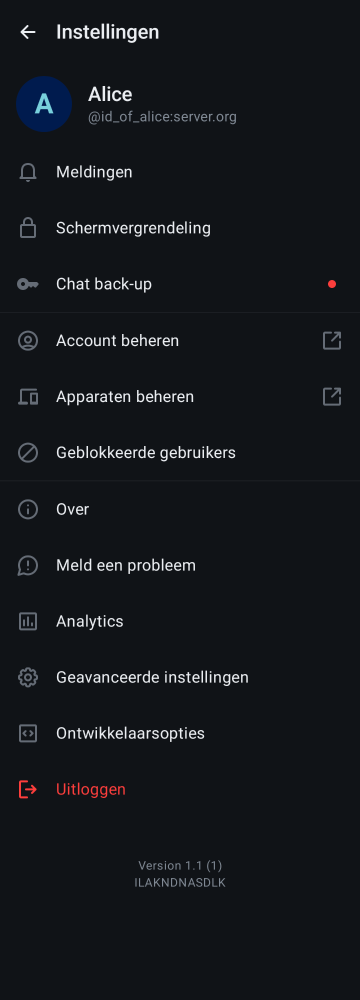 Instellingen
A
Alice
@id_of_alice:server.org
Meldingen
Schermvergrendeling
Chat back-up
Account beheren
Apparaten beheren
Geblokkeerde gebruikers
Over
Meld een probleem
Analytics
Geavanceerde instellingen
Ontwikkelaarsopties
Uitloggen
Version 1.1 (1)
ILAKNDNASDLK